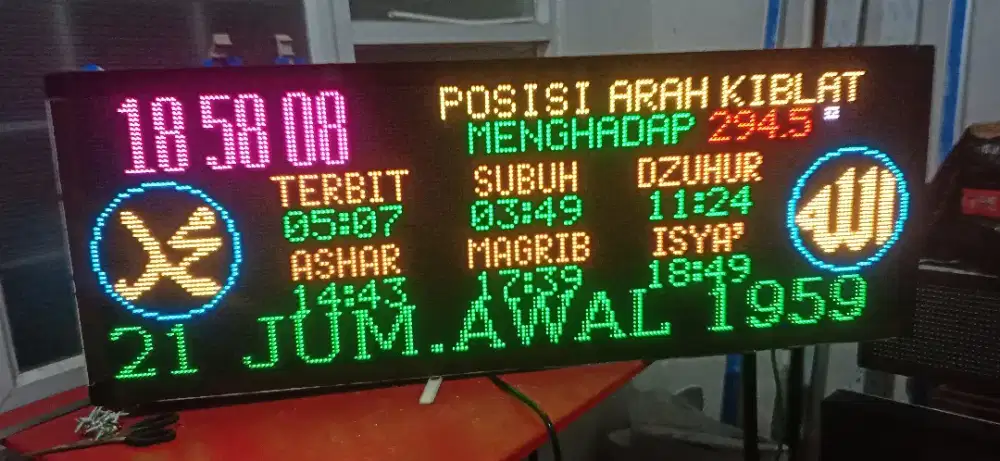 18 58 08
POSISI ARAH KIBLAT
MENGHADAP 294.5
TERBIT SUBUH DZUHUR
05:07 03:49 11:24
ASHAR MAGRIB ISYA'
14:43 17:39 18:49
21 JUM.AWAL 1959
الله